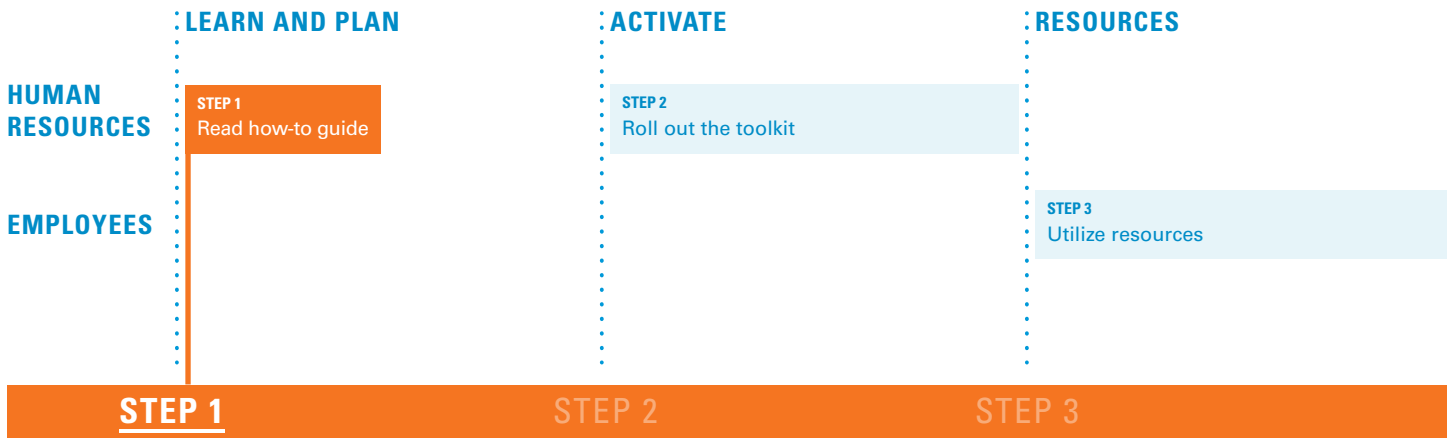 LEARN AND PLAN
ACTIVATE
RESOURCES
HUMAN
RESOURCES
STEP 1
Read how-to guide
STEP 2
Roll out the toolkit
EMPLOYEES
STEP 3
Utilize resources
STEP 1
STEP 2
STEP 3